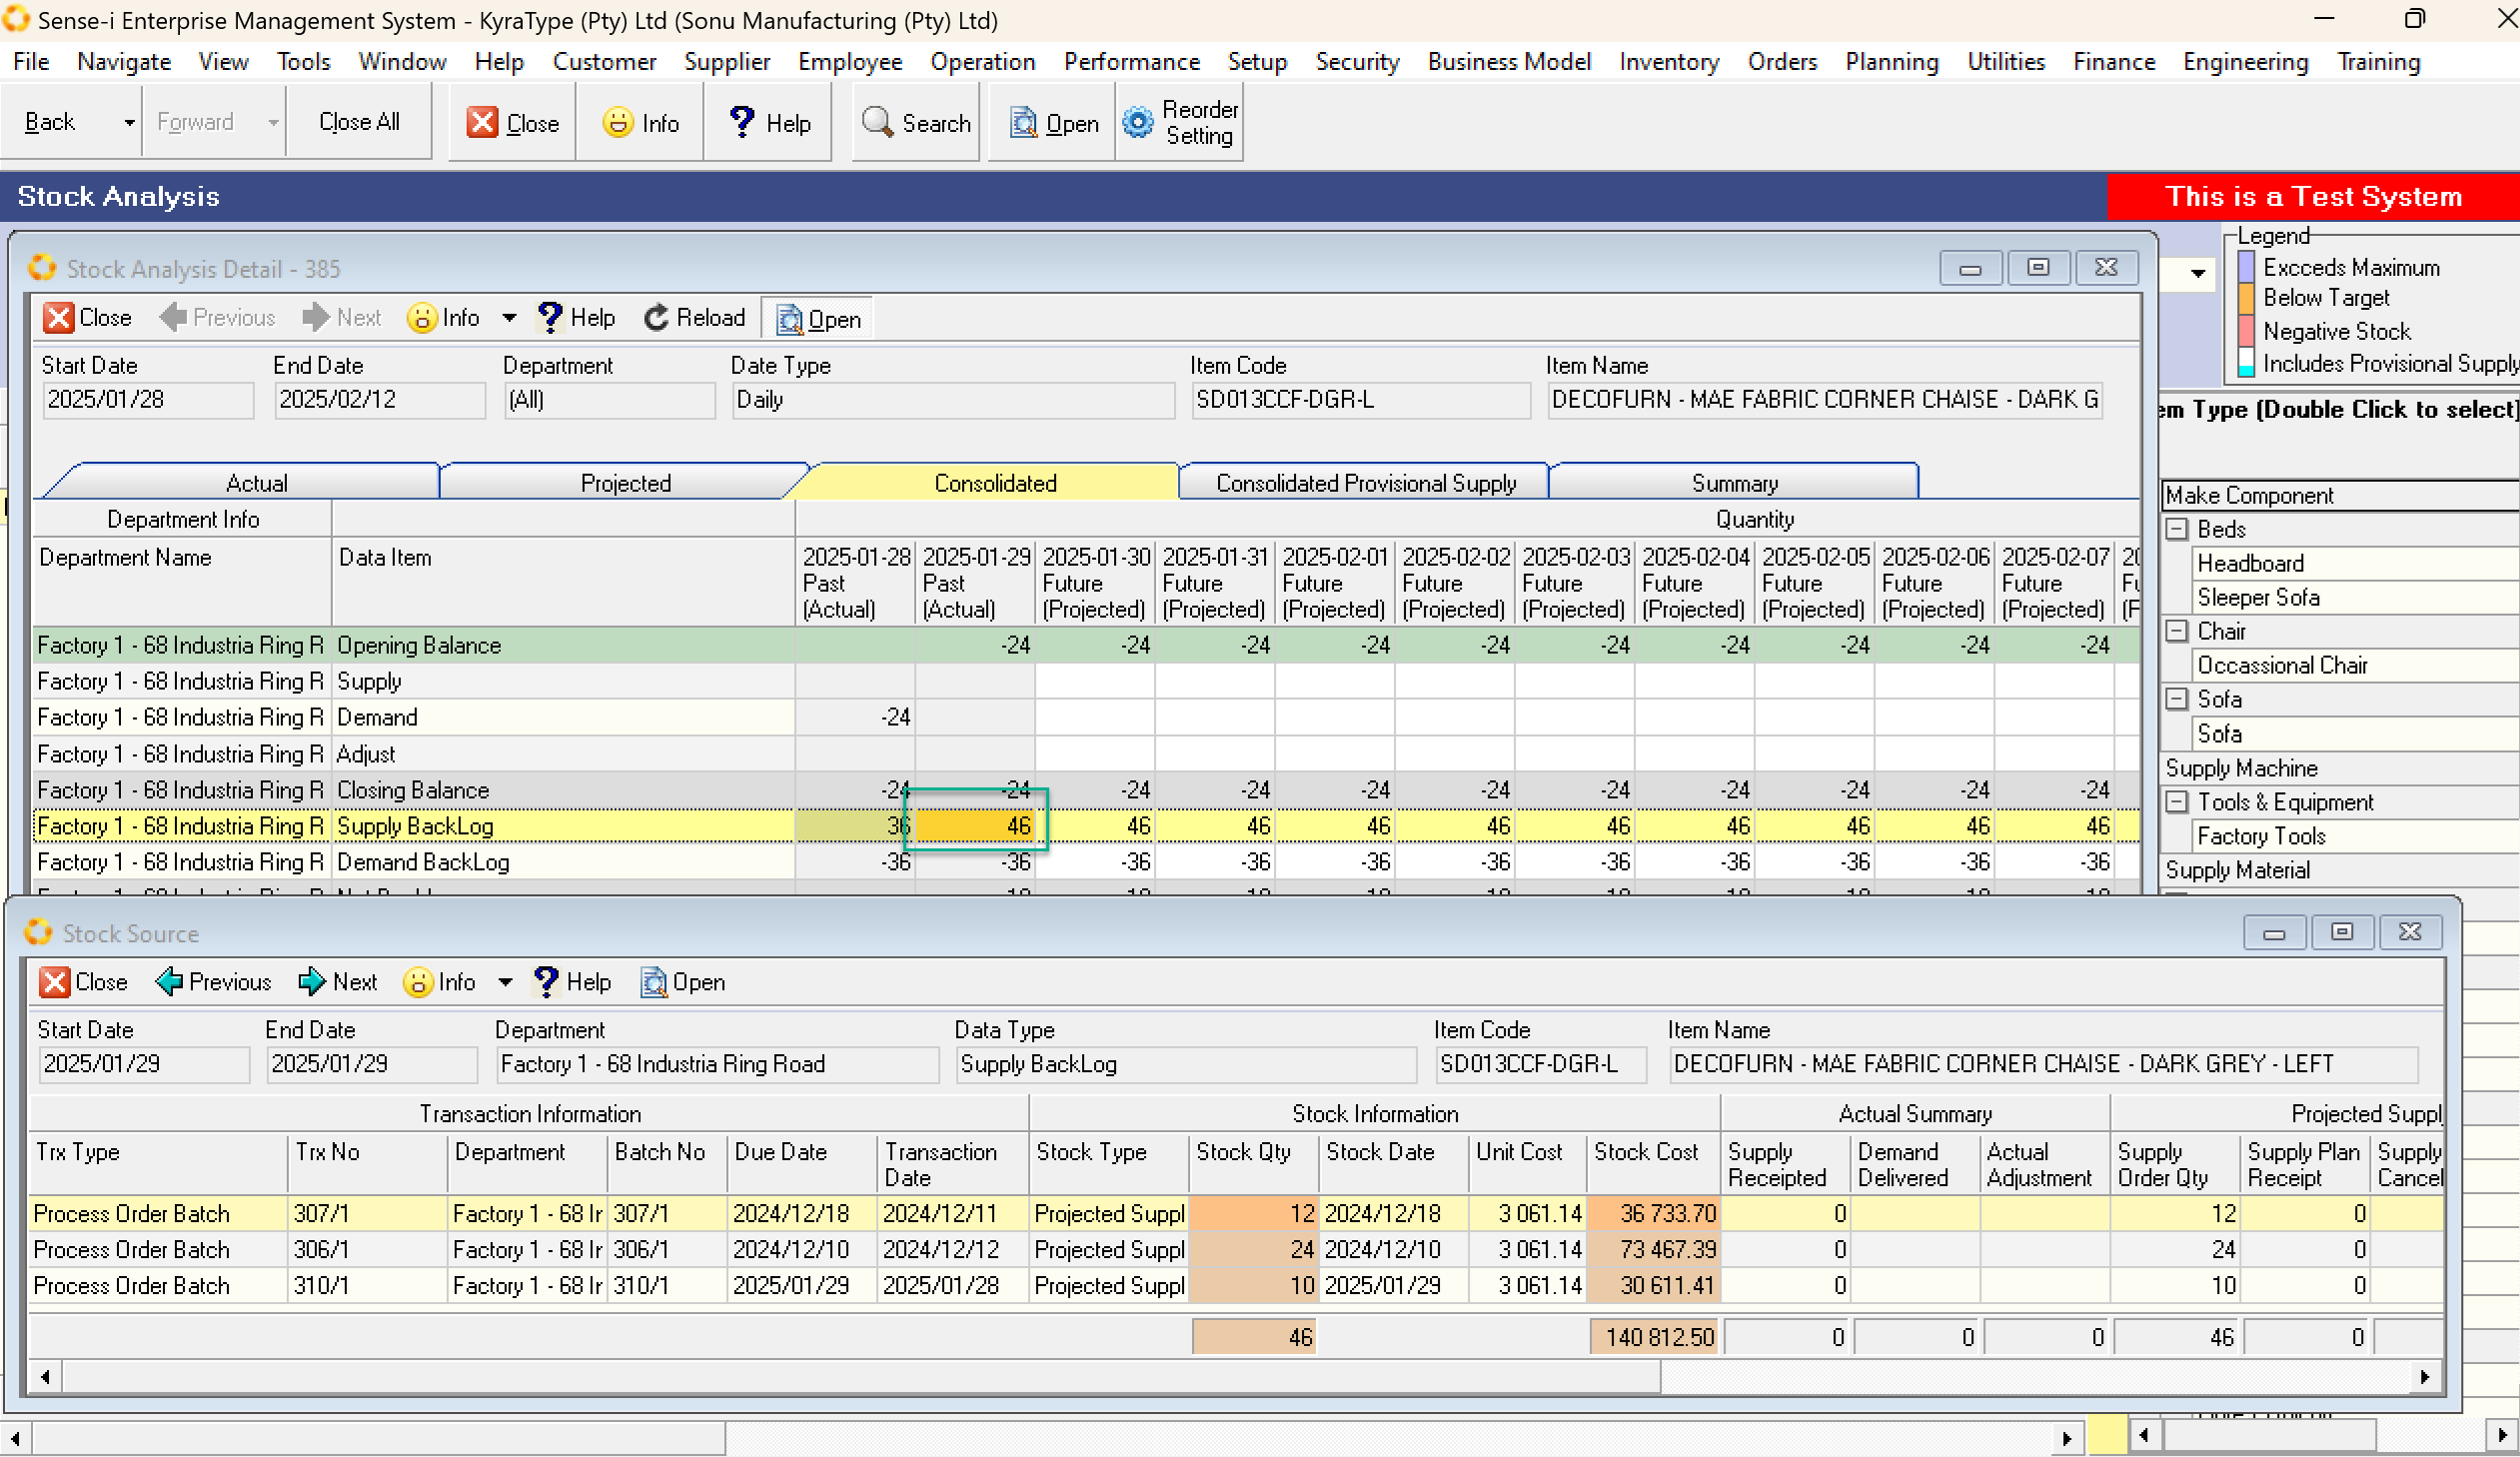 Sense-i Enterprise Management System - KyraType (Pty) Ltd (Sonu Manufacturing (Pty) Ltd)
File Navigate View Tools Window Help Customer Supplier Employee Operation Performance Setup Security Business Model Inventory Orders Planning Utilities Finance Engineering Training
Back Forward Close All Close Info Help Search Open Reorder Setting
Stock Analysis This is a Test System
Legend
Exceeds Maximum
Below Target
Negative Stock
Includes Provisional Supply
Stock Analysis Detail - 385
Close Previous Next Info Help Reload Open
Start Date End Date Department Date Type Item Code Item Name
2025/01/28 2025/02/12 (All) Daily SD013CCF-DGR-L DECOFURN - MAE FABRIC CORNER CHAISE - DARK G
em Type (Double Click to select)
Actual Projected Consolidated Consolidated Provisional Supply Summary
Department Info Quantity
Department Name Data Item 2025-01-28 2025-01-29 2025-01-30 2025-01-31 2025-02-01 2025-02-02 2025-02-03 2025-02-04 2025-02-05 2025-02-06 2025-02-07
Past Past Future Future Future Future Future Future Future Future Future
(Actual) (Actual) (Projected) (Projected) (Projected) (Projected) (Projected) (Projected) (Projected) (Projected) (Projected)
Factory 1 - 68 Industria Ring R Opening Balance -24 -24 -24 -24 -24 -24 -24 -24 -24 -24
Factory 1 - 68 Industria Ring R Supply
Factory 1 - 68 Industria Ring R Demand -24
Factory 1 - 68 Industria Ring R Adjust
Factory 1 - 68 Industria Ring R Closing Balance -24 -24 -24 -24 -24 -24 -24 -24 -24 -24 -24
Factory 1 - 68 Industria Ring R Supply BackLog 36 46 46 46 46 46 46 46 46 46 46
Factory 1 - 68 Industria Ring R Demand BackLog -36 -36 -36 -36 -36 -36 -36 -36 -36 -36 -36
Make Component
Beds
Headboard
Sleeper Sofa
Chair
Occassional Chair
Sofa
Sofa
Supply Machine
Tools & Equipment
Factory Tools
Supply Material
Stock Source
Close Previous Next Info Help Open
Start Date End Date Department Data Type Item Code Item Name
2025/01/29 2025/01/29 Factory 1 - 68 Industria Ring Road Supply BackLog SD013CCF-DGR-L DECOFURN - MAE FABRIC CORNER CHAISE - DARK GREY - LEFT
Transaction Information Stock Information Actual Summary Projected Suppl
Trx Type Trx No Department Batch No Due Date Transaction Date Stock Type Stock Qty Stock Date Unit Cost Stock Cost Supply Receipted Demand Delivered Actual Adjustment Supply Order Qty Supply Plan Receipt Supply Cancel
Process Order Batch 307/1 Factory 1 - 68 Ir 307/1 2024/12/18 2024/12/11 Projected Suppl 12 2024/12/18 3 061.14 36 733.70 0 12 0
Process Order Batch 306/1 Factory 1 - 68 Ir 306/1 2024/12/10 2024/12/12 Projected Suppl 24 2024/12/10 3 061.14 73 467.39 0 24 0
Process Order Batch 310/1 Factory 1 - 68 Ir 310/1 2025/01/29 2025/01/28 Projected Suppl 10 2025/01/29 3 061.14 30 611.41 0 10 0
46 140 812.50 0 0 0 46 0